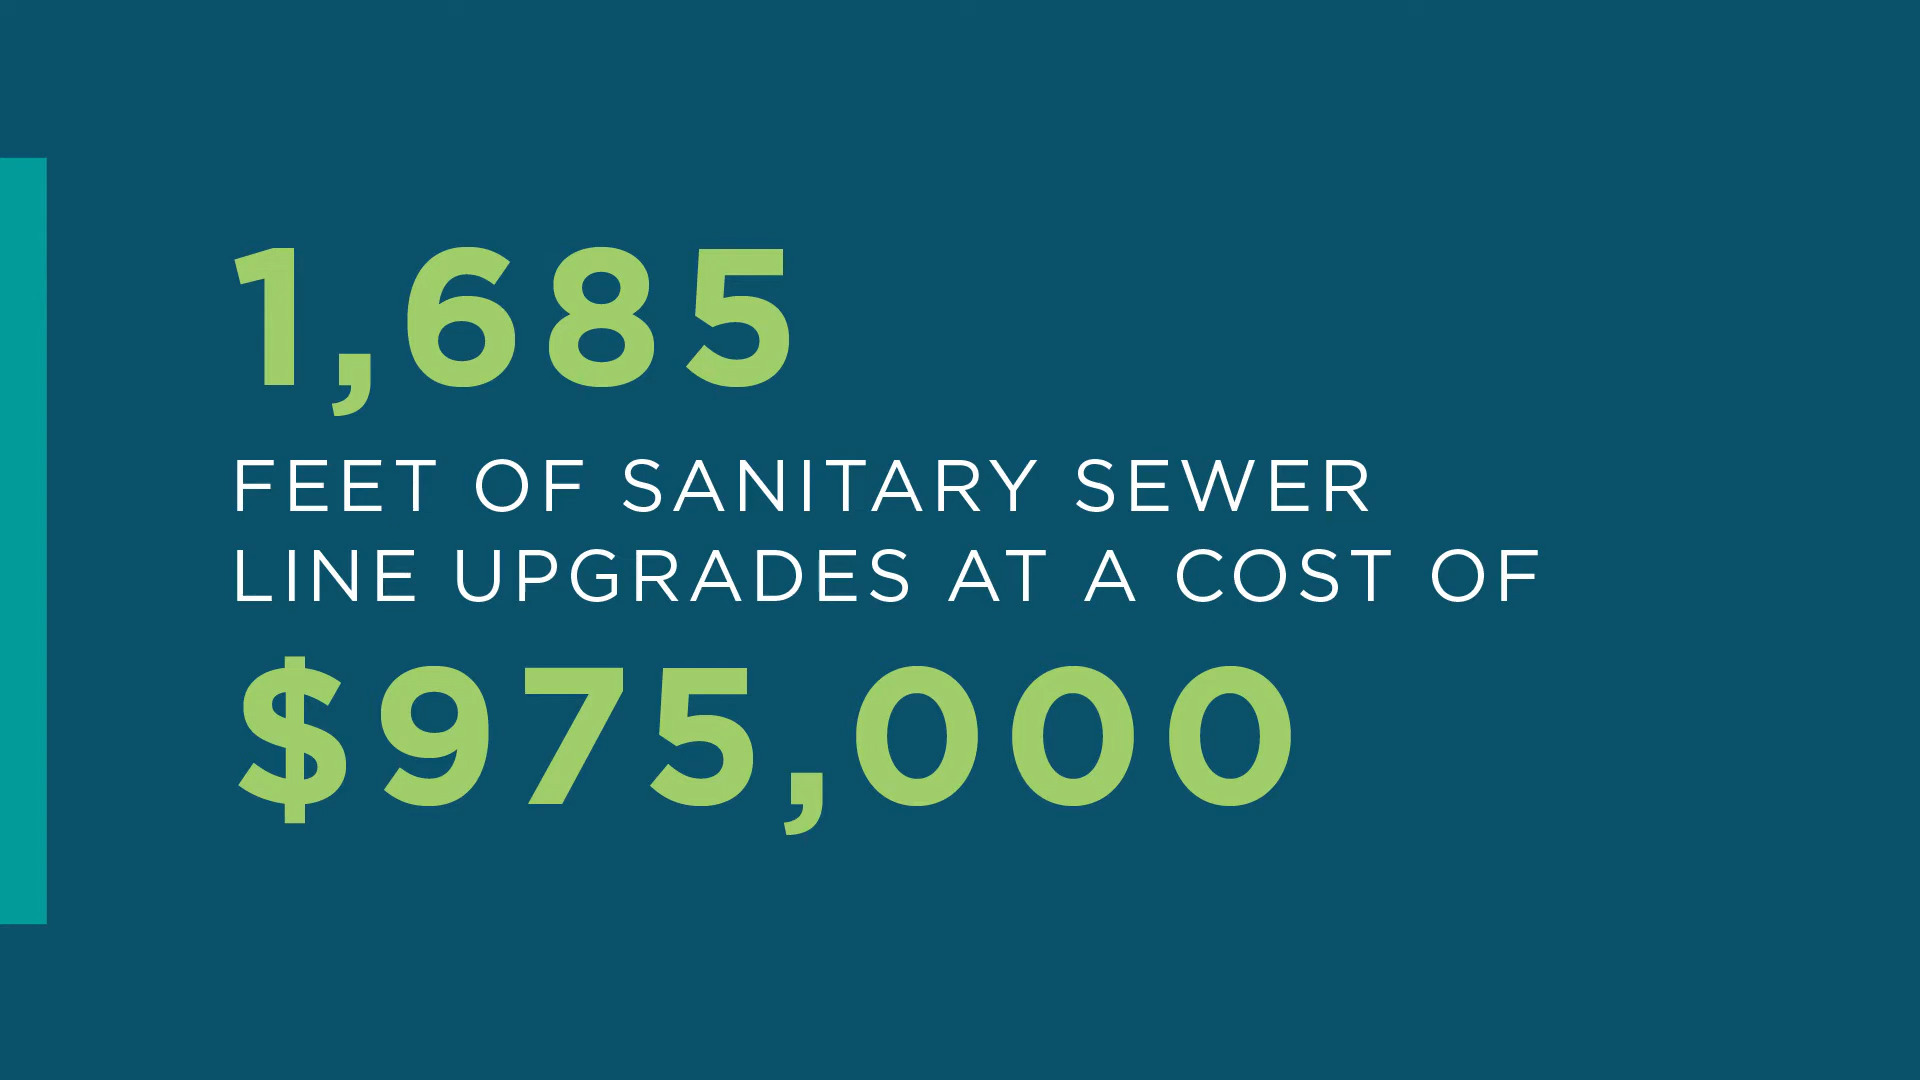 1,685
FEET OF SANITARY SEWER
LINE UPGRADES AT A COST OF
$975,000